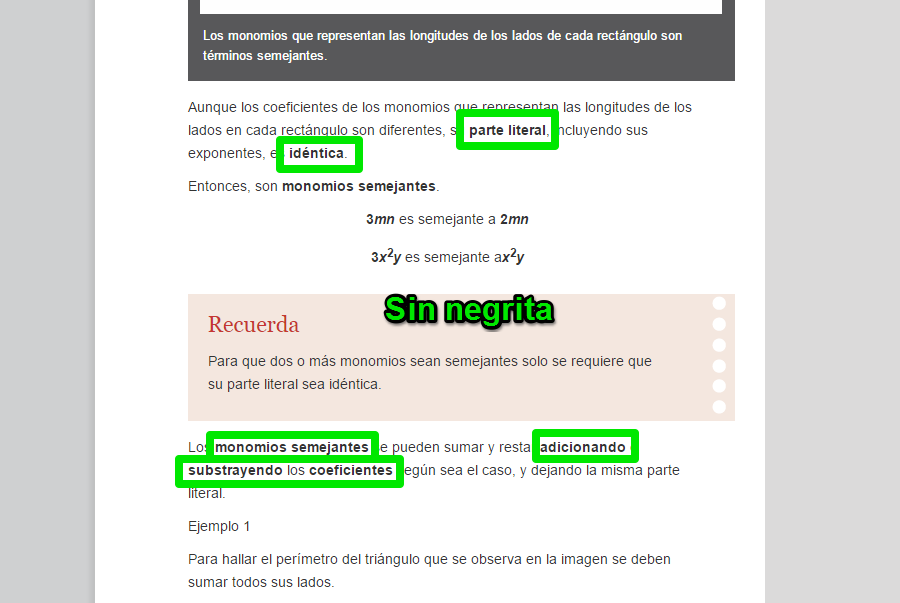 Los monomios que representan las longitudes de los lados de cada rectángulo son
términos semejantes.
Aunque los coeficientes de los monomios que representan las longitudes de los
lados en cada rectángulo son diferentes, s parte literal, incluyendo sus
exponentes, e idéntica.
Entonces, son monomios semejantes.
3mn es semejante a 2mn
3x²y es semejante ax²y
Sin negrita
Recuerda
Para que dos o más monomios sean semejantes solo se requiere que
su parte literal sea idéntica.
Los monomios semejantes se pueden sumar y resta adicionando
substrayendo los coeficientes según sea el caso, y dejando la misma parte
literal.
Ejemplo 1
Para hallar el perímetro del triángulo que se observa en la imagen se deben
sumar todos sus lados.